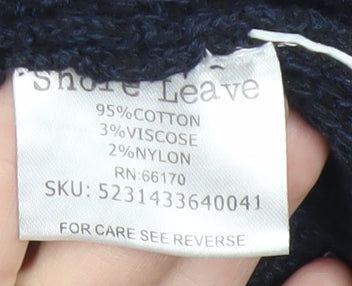 Shore Leave
95%COTTON
3%VISCOSE
2%NYLON
RN:66170
SKU: 5231433640041
FOR CARE SEE REVERSE